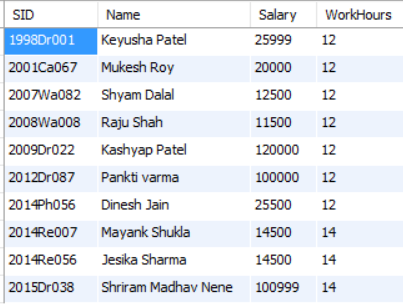 SID Name Salary WorkHours
1998Dr001 Keyusha Patel 25999 12
2001Ca067 Mukesh Roy 20000 12
2007Wa082 Shyam Dalal 12500 12
2008Wa008 Raju Shah 11500 12
2009Dr022 Kashyap Patel 120000 12
2012Dr087 Pankti varma 100000 12
2014Ph056 Dinesh Jain 25500 12
2014Re007 Mayank Shukla 14500 14
2014Re056 Jesika Sharma 14500 14
2015Dr038 Shriram Madhav Nene 100999 14